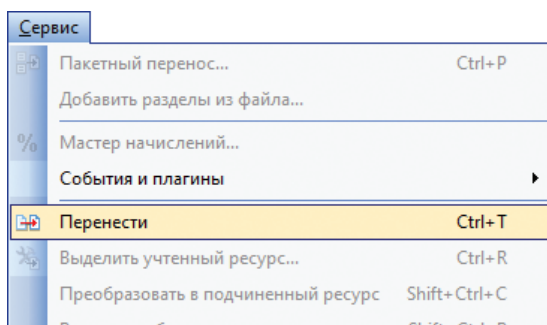 Сервис
Пакетный перенос... Ctrl+P
Добавить разделы из файла...
Мастер начислений...
События и плагины
Перенести Ctrl+T
Выделить учтенный ресурс... Ctrl+R
Преобразовать в подчиненный ресурс Shift+Ctrl+C